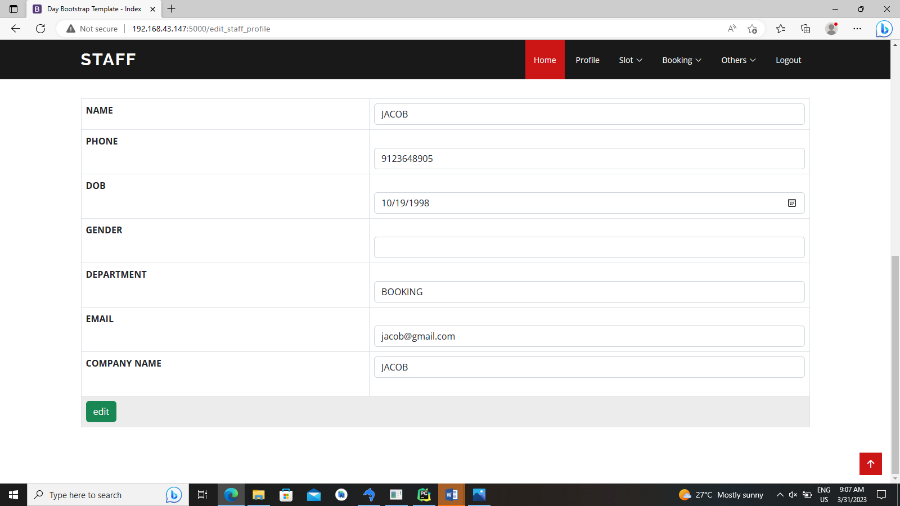 Day Bootstrap Template - Index
Not secure
192.168.43.147:5000/edit_staff_profile
STAFF
Home Profile Slot Booking Others Logout
NAME JACOB
PHONE
9123648905
DOB
10/19/1998
GENDER
DEPARTMENT
BOOKING
EMAIL
jacob@gmail.com
COMPANY NAME JACOB
edit
Type here to search
27°C Mostly sunny
ENG
US
9:07 AM
3/31/2023